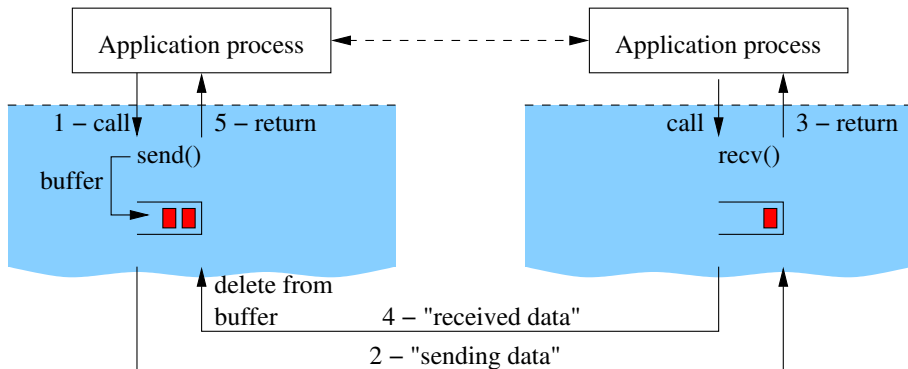 Application process
Application process
1 − call
5 − return
call
3 − return
send()
recv()
buffer
delete from
buffer
4 − "received data"
2 − "sending data"